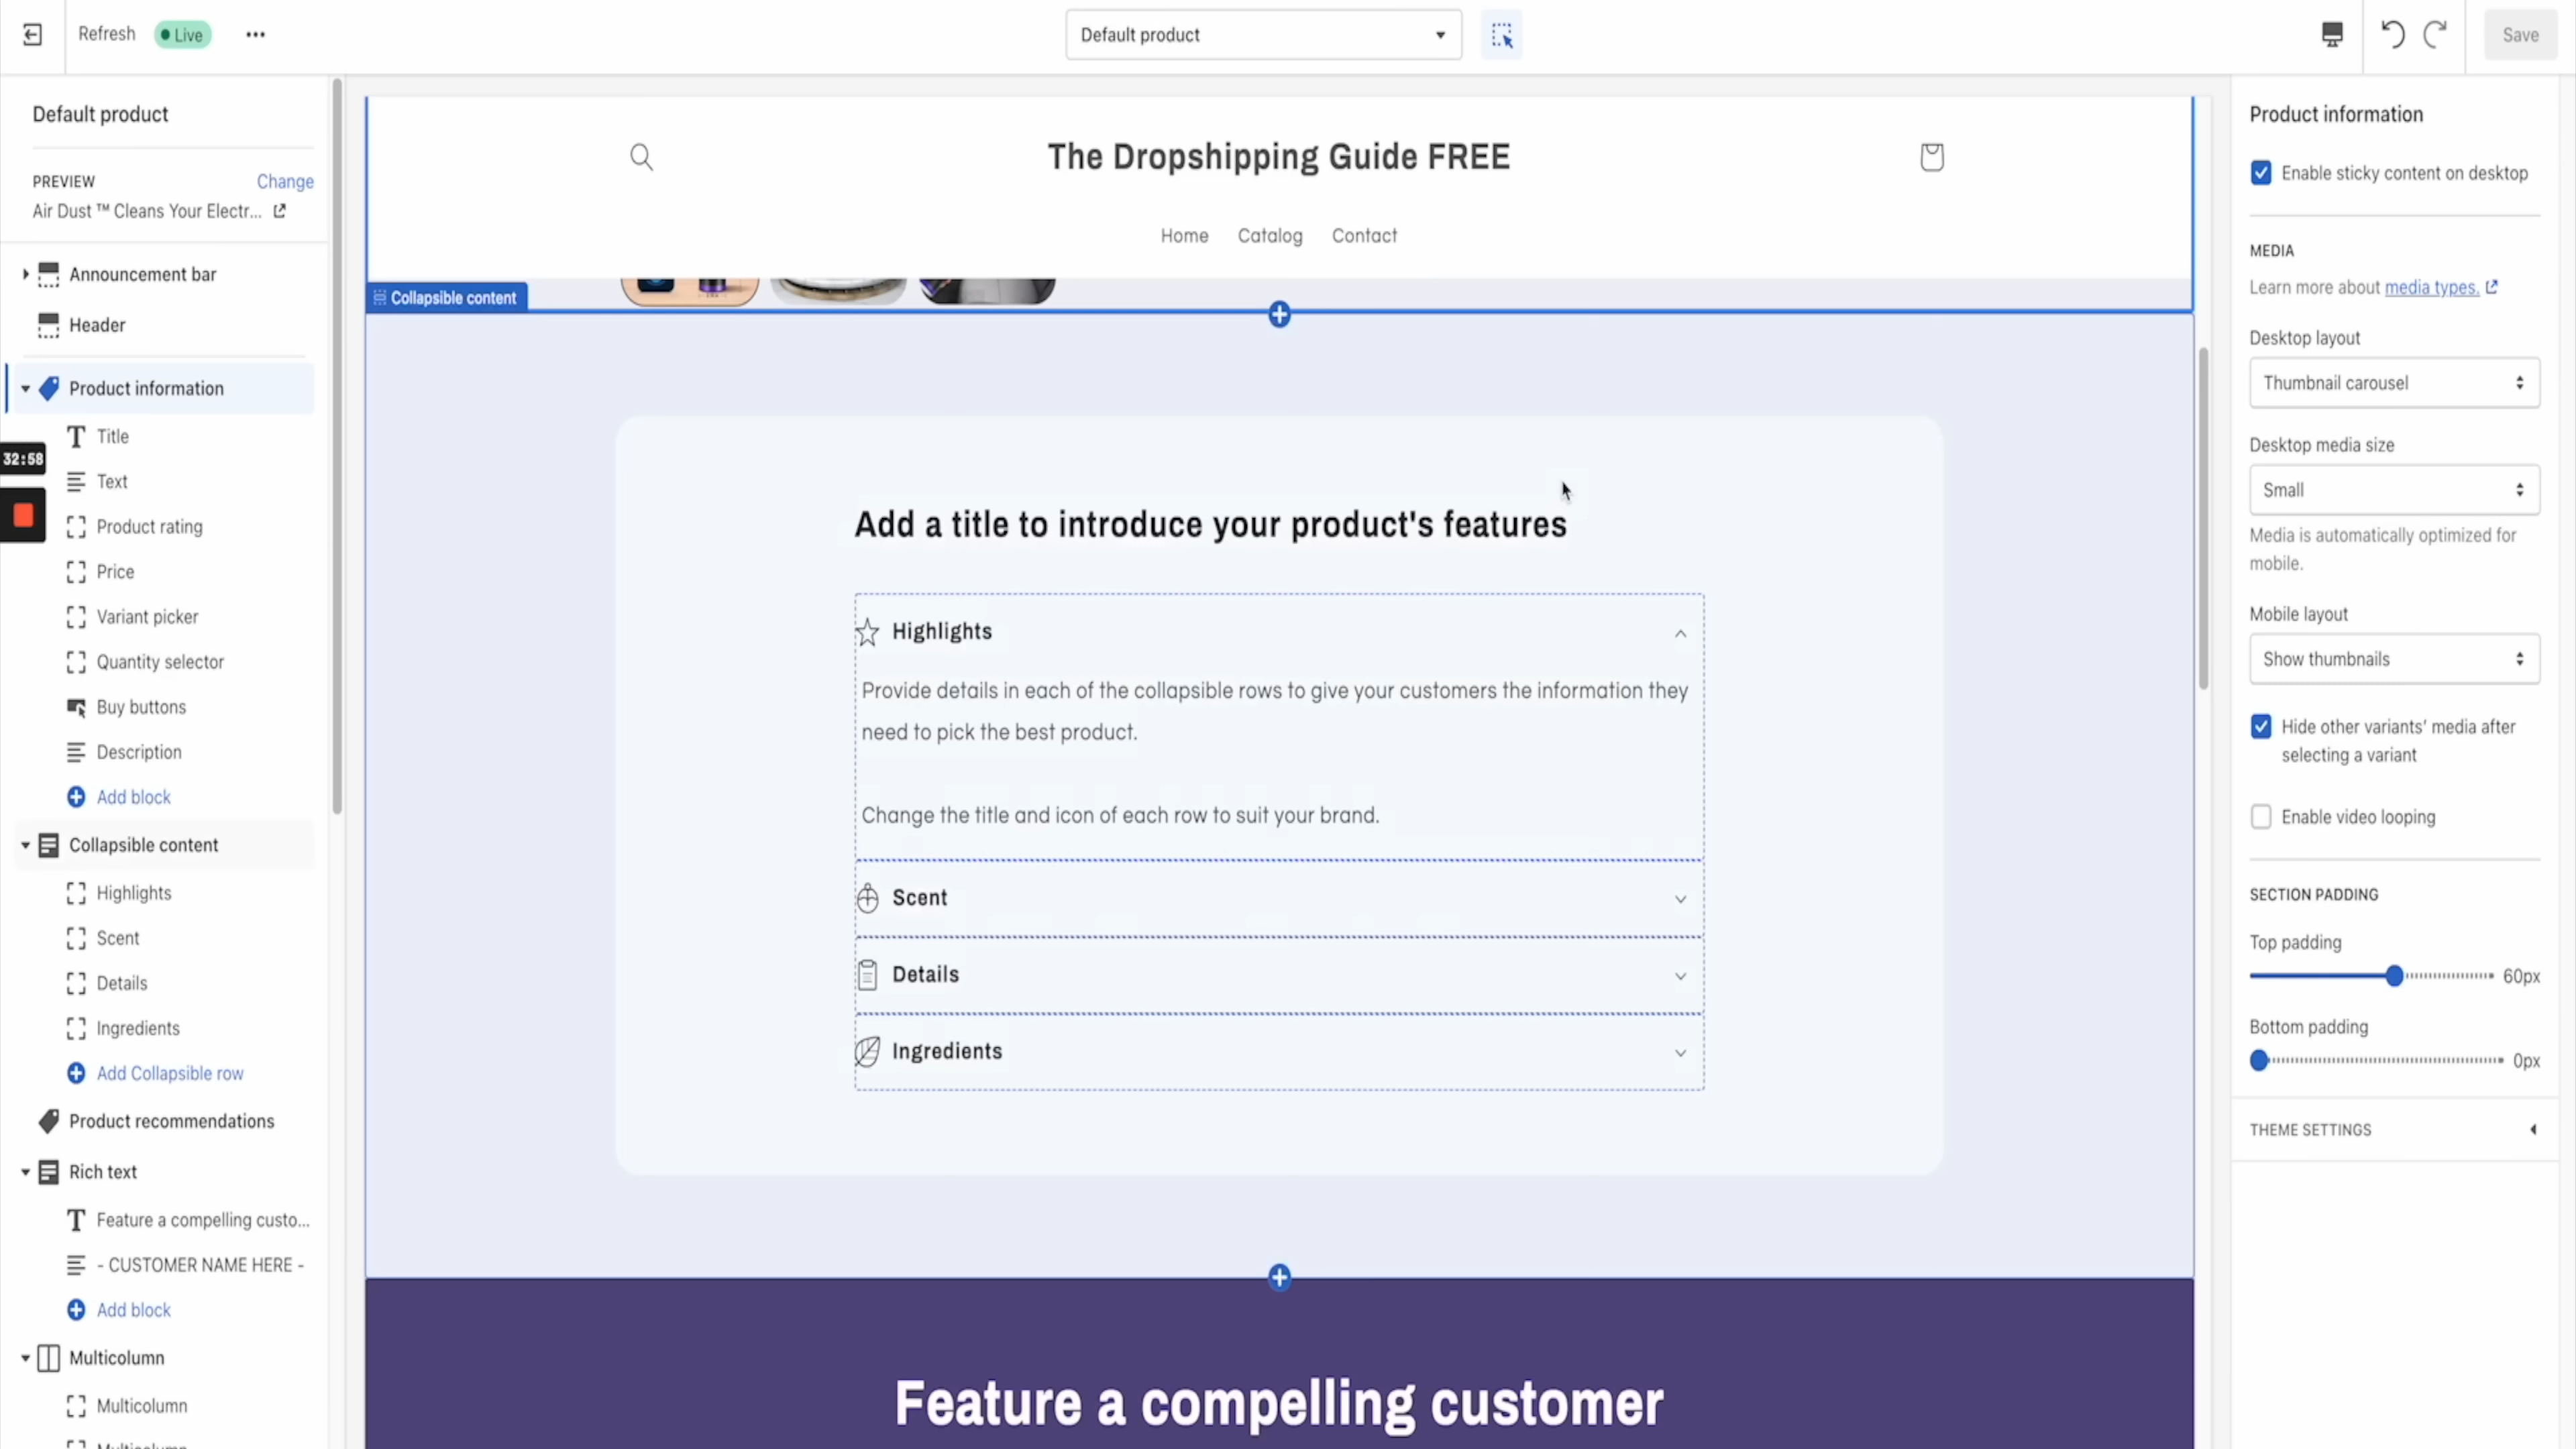 Refresh
Live
Default product
Save
Default product
PREVIEW
Change
Air Dust ™ Cleans Your Electr...
Announcement bar
Header
Product information
Title
32:58
Text
Product rating
Price
Variant picker
Quantity selector
Buy buttons
Description
Add block
Collapsible content
Highlights
Scent
Details
Ingredients
Add Collapsible row
Product recommendations
Rich text
Feature a compelling custo...
- CUSTOMER NAME HERE -
Add block
Multicolumn
Multicolumn
The Dropshipping Guide FREE
Home Catalog Contact
Collapsible content
Add a title to introduce your product's features
Highlights
Provide details in each of the collapsible rows to give your customers the information they
need to pick the best product.
Change the title and icon of each row to suit your brand.
Scent
Details
Ingredients
Feature a compelling customer
Product information
Enable sticky content on desktop
MEDIA
Learn more about media types.
Desktop layout
Thumbnail carousel
Desktop media size
Small
Media is automatically optimized for
mobile.
Mobile layout
Show thumbnails
Hide other variants' media after
selecting a variant
Enable video looping
SECTION PADDING
Top padding
60px
Bottom padding
0px
THEME SETTINGS